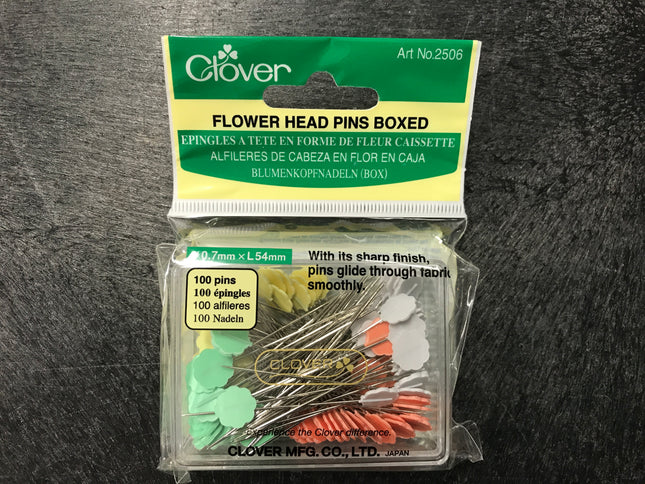 Clover
Art No.2506
FLOWER HEAD PINS BOXED
EPINGLES A TETE EN FORME DE FLEUR CAISSETTE
ALFILERES DE CABEZA EN FLOR EN CAJA
BLUMENKOPFNADELN (BOX)
0.7mm × L54mm
With its sharp finish,
pins glide through fabric
smoothly.
100 pins
100 épingles
100 alfileres
100 Nadeln
CLOVER
Experience the Clover difference.
CLOVER MFG. CO., LTD. JAPAN